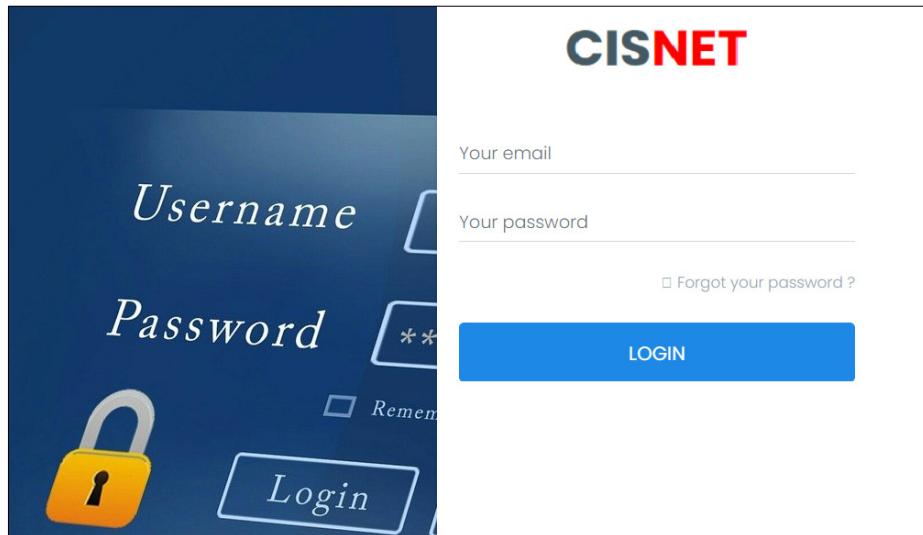 Username
Password
**
Remem
Login
CISNET
Your email
Your password
Forgot your password ?
LOGIN